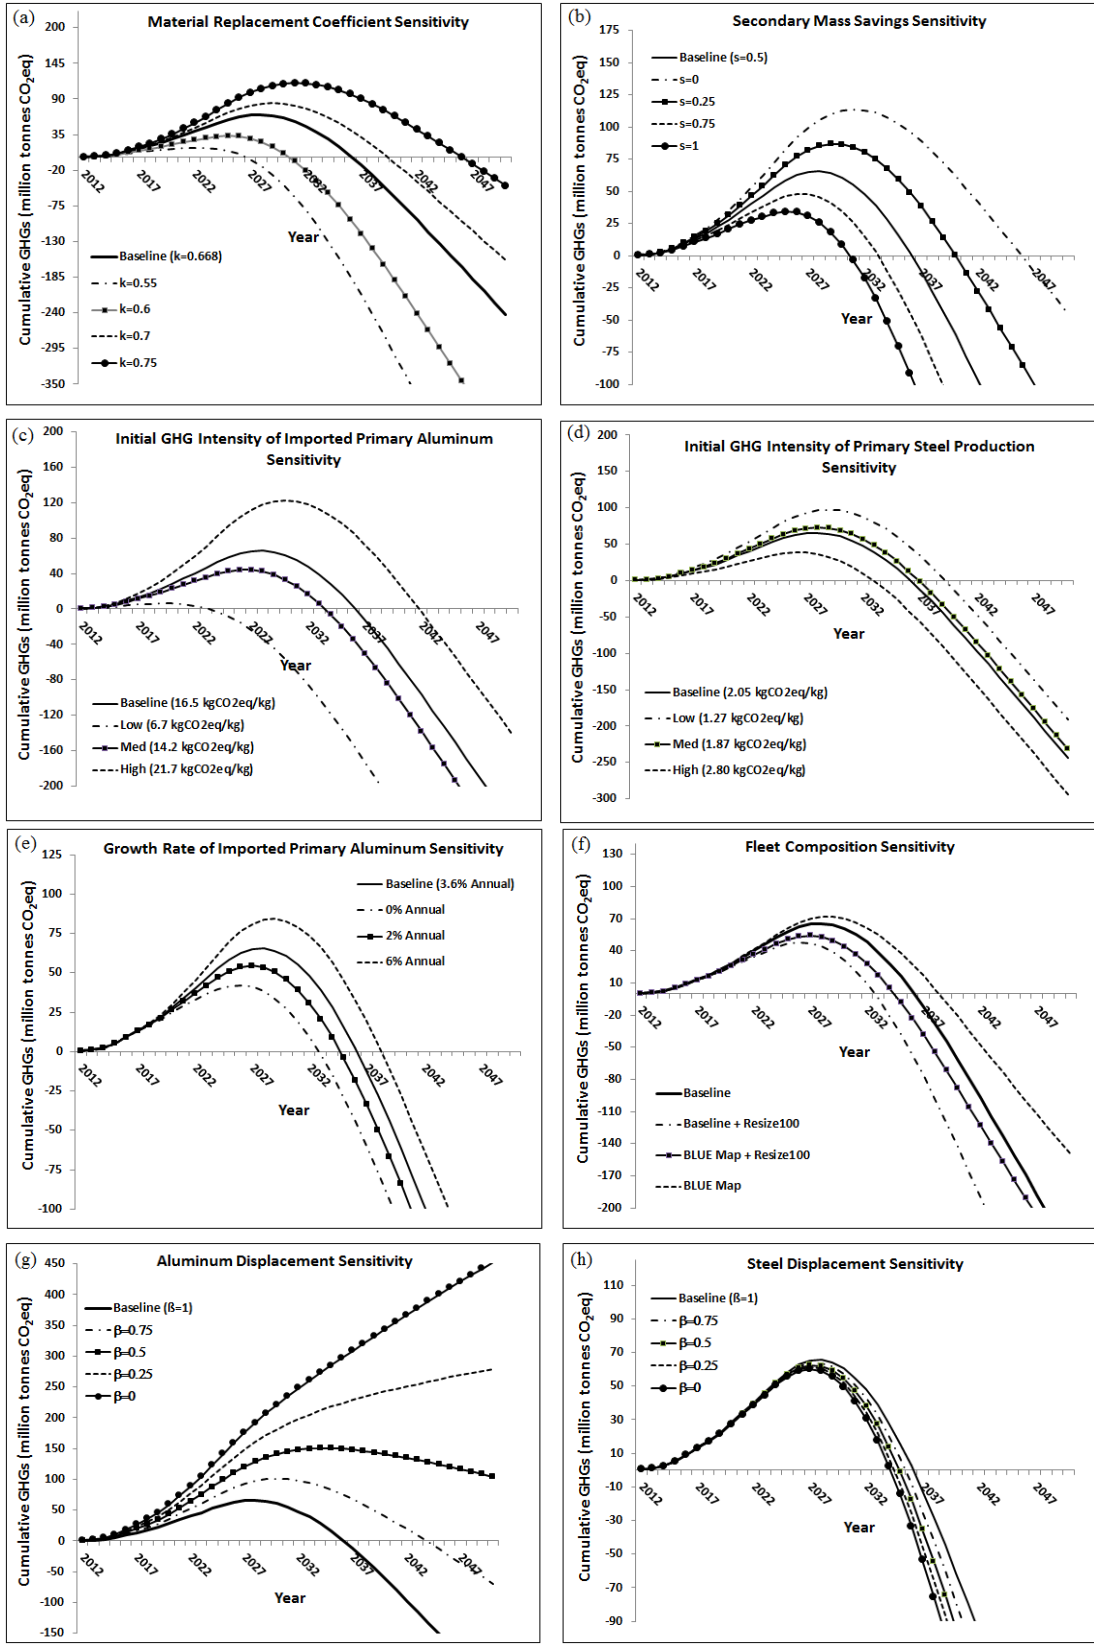 (a)
Material Replacement Coefficient Sensitivity
Cumulative GHGs (million tonnes CO2eq)
200
145
90
35
-20
-75
-130
-185
-240
-295
-350
2012
2017
2022
2027
2032
2037
2042
2047
Year
Baseline (k=0.668)
k=0.55
k=0.6
k=0.7
k=0.75
(b)
Secondary Mass Savings Sensitivity
Cumulative GHGs (million tonnes CO2eq)
175
150
125
100
75
50
25
0
-25
-50
-75
-100
Baseline (s=0.5)
s=0
s=0.25
s=0.75
s=1
2012
2017
2022
2027
2032
2037
2042
2047
Year
(c)
Initial GHG Intensity of Imported Primary Aluminum
Sensitivity
Cumulative GHGs (million tonnes CO2eq)
200
160
120
80
40
0
-40
-80
-120
-160
-200
2012
2017
2022
2027
2032
2037
2042
2047
Year
Baseline (16.5 kgCO2eq/kg)
Low (6.7 kgCO2eq/kg)
Med (14.2 kgCO2eq/kg)
High (21.7 kgCO2eq/kg)
(d)
Initial GHG Intensity of Primary Steel Production
Sensitivity
Cumulative GHGs (million tonnes CO2eq)
200
150
100
50
0
-50
-100
-150
-200
-250
-300
2012
2017
2022
2027
2032
2037
2042
2047
Year
Baseline (2.05 kgCO2eq/kg)
Low (1.27 kgCO2eq/kg)
Med (1.87 kgCO2eq/kg)
High (2.80 kgCO2eq/kg)
(e)
Growth Rate of Imported Primary Aluminum Sensitivity
Cumulative GHGs (million tonnes CO2eq)
125
100
75
50
25
0
-25
-50
-75
-100
Baseline (3.6% Annual)
0% Annual
2% Annual
6% Annual
2012
2017
2022
2027
2032
2037
2042
2047
Year
(f)
Fleet Composition Sensitivity
Cumulative GHGs (million tonnes CO2eq)
130
100
70
40
10
-20
-50
-80
-110
-140
-170
-200
2012
2017
2022
2027
2032
2037
2042
2047
Year
Baseline
Baseline + Resize100
BLUE Map + Resize100
BLUE Map
(g)
Aluminum Displacement Sensitivity
Cumulative GHGs (million tonnes CO2eq)
450
400
350
300
250
200
150
100
50
0
-50
-100
-150
Baseline (ß=1)
β=0.75
β=0.5
β=0.25
β=0
2012
2017
2022
2027
2032
2037
2042
2047
Year
(h)
Steel Displacement Sensitivity
Cumulative GHGs (million tonnes CO2eq)
110
90
70
50
30
10
-10
-30
-50
-70
-90
Baseline (ß=1)
β=0.75
β=0.5
β=0.25
β=0
2012
2017
2022
2027
2032
2037
2042
2047
Year